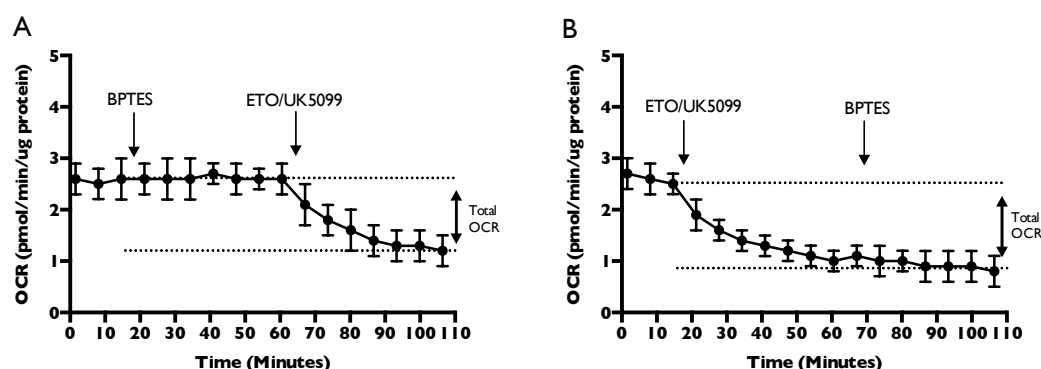 A
OCR (pmol/min/ug protein)
5
4
3
2
1
0
BPTES
ETO/UK5099
Total
OCR
0 10 20 30 40 50 60 70 80 90 100 110
Time (Minutes)
B
OCR (pmol/min/ug protein)
5
4
3
2
1
0
ETO/UK5099
BPTES
Total
OCR
0 10 20 30 40 50 60 70 80 90 100 110
Time (Minutes)